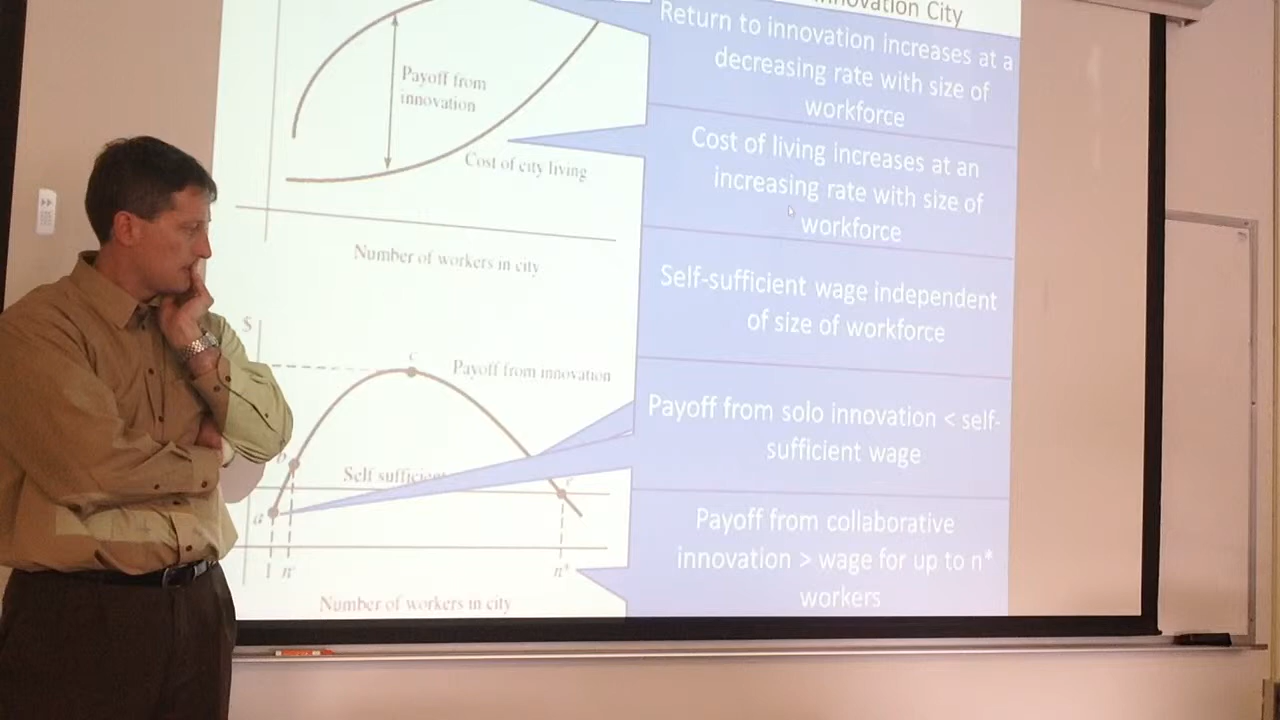 Innovation City
Payoff from
innovation
Cost of city living
Number of workers in city
Return to innovation increases at a
decreasing rate with size of
workforce
Cost of living increases at an
increasing rate with size of
workforce
Self-sufficient wage independent
of size of workforce
Payoff from solo innovation < self-
sufficient wage
Payoff from collaborative
innovation > wage for up to n*
workers
$
c
Payoff from innovation
b
Self
a
1 n'
n*
Number of workers in city